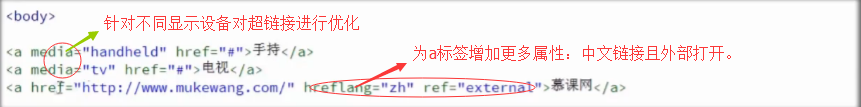 <body>
针对不同显示设备对超链接进行优化
<a media="handheld" href="#">手持</a>
为a标签增加更多属性：中文链接且外部打开。
<a media="tv" href="#">电视</a>
<a href="http://www.mukewang.com/" hreflang="zh" ref="external">慕课网</a>